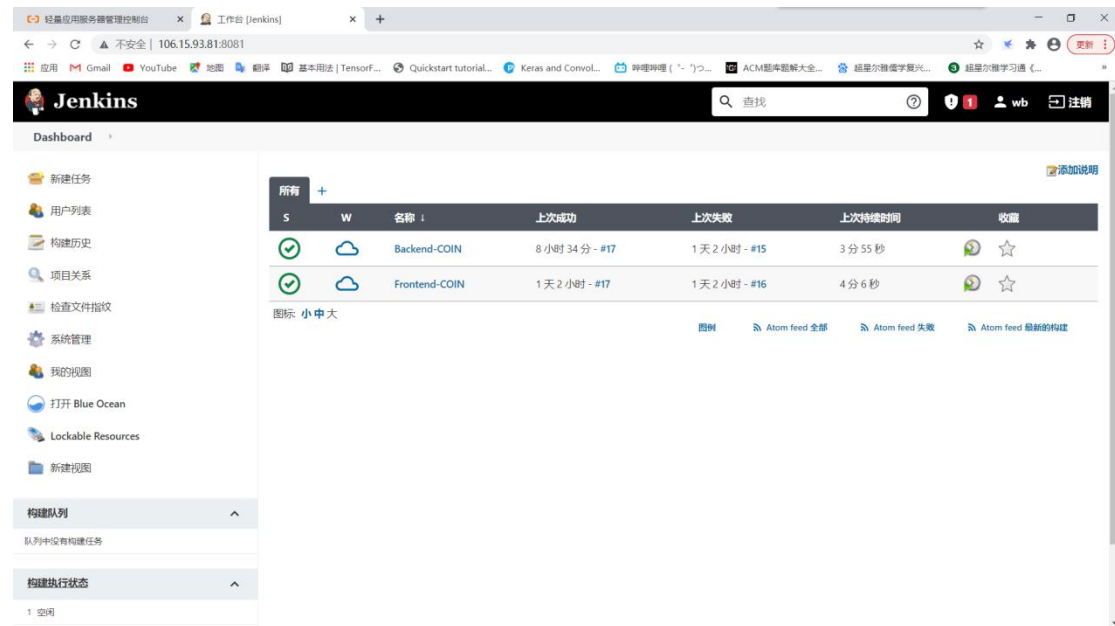 轻量应用服务器管理控制台
工作台 [Jenkins]
不安全 | 106.15.93.81:8081
更新
应用 Gmail YouTube 地图 翻译 基本用法 | TensorF... Quickstart tutorial... Keras and Convol... 哔哩哔哩 ( ゜- ゜)つ... ACM题库题解大全... 超星尔雅儒学复兴... 超星尔雅学习通《... »
Jenkins
查找
1
wb
注销
Dashboard
添加说明
新建任务
用户列表
构建历史
项目关系
检查文件指纹
系统管理
我的视图
打开 Blue Ocean
Lockable Resources
新建视图
所有 +
S W 名称 ↓ 上次成功 上次失败 上次持续时间 收藏
Backend-COIN 8 小时 34 分 - #17 1 天 2 小时 - #15 3 分 55 秒
Frontend-COIN 1 天 2 小时 - #17 1 天 2 小时 - #16 4 分 6 秒
图标: 小 中 大
图例 Atom feed 全部 Atom feed 失败 Atom feed 最新的构建
构建队列
队列中没有构建任务
构建执行状态
1 空闲